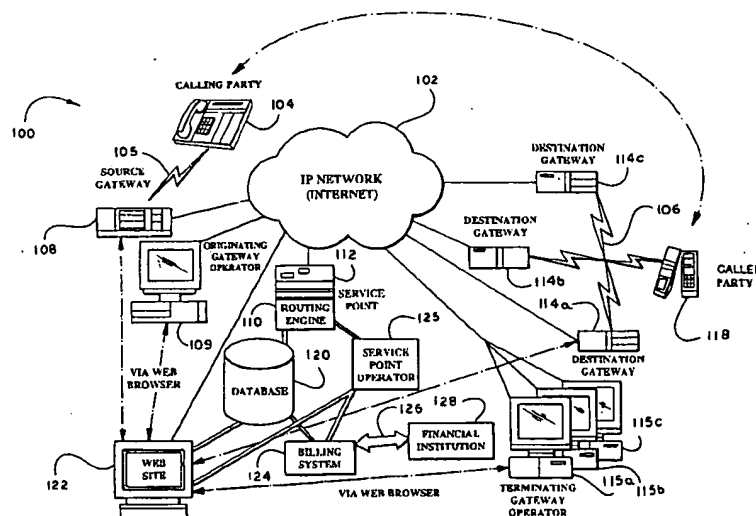 CALLING PARTY
100
104
102
105
SOURCE
GATEWAY
IP NETWORK
(INTERNET)
DESTINATION
GATEWAY
114c
106
108
ORIGINATING
GATEWAY
OPERATOR
112
DESTINATION
GATEWAY
114b
CALLED
PARTY
118
109
110
ROUTING
ENGINE
SERVICE
POINT
125
114a
DESTINATION
GATEWAY
VIA WEB
BROWSER
120
DATABASE
SERVICE
POINT
OPERATOR
126
128
115c
122
WEB
SITE
124
BILLING
SYSTEM
FINANCIAL
INSTITUTION
VIA WEB BROWSER
TERMINATING
GATEWAY
OPERATOR
115a
115b